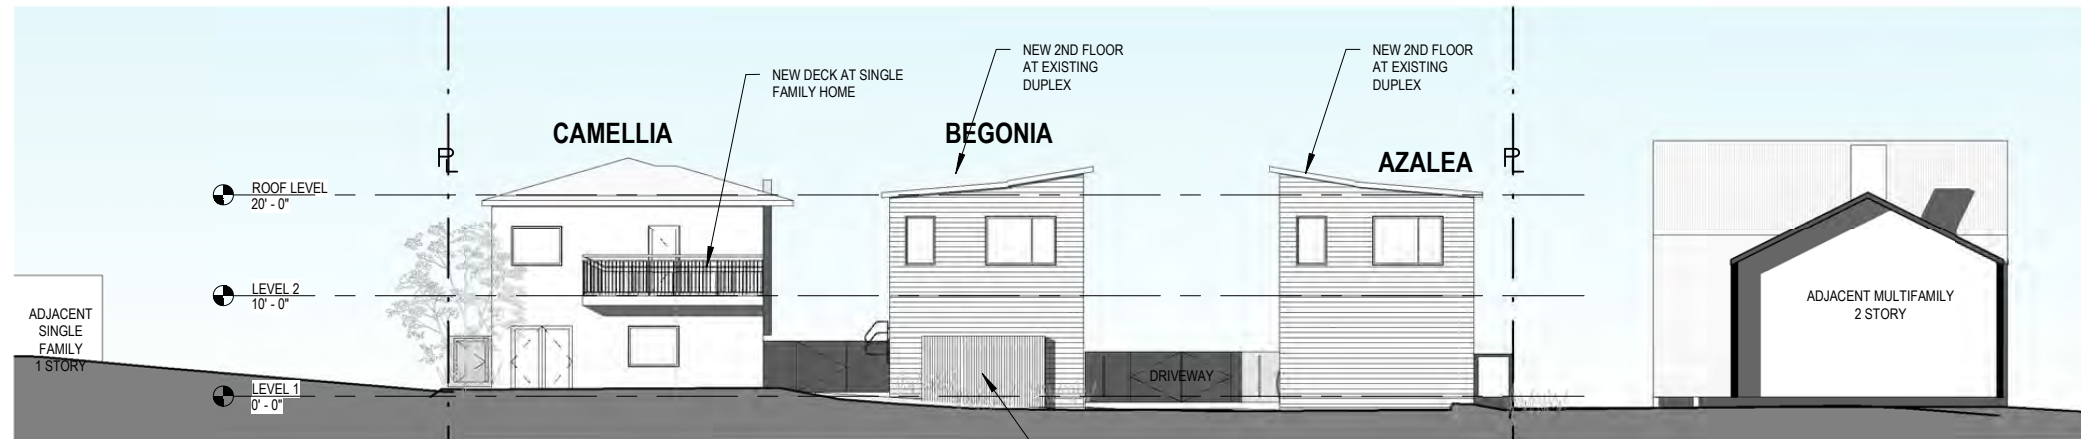 NEW 2ND FLOOR
AT EXISTING
DUPLEX
NEW 2ND FLOOR
AT EXISTING
DUPLEX
NEW DECK AT SINGLE
FAMILY HOME
CAMELLIA
BEGONIA
AZALEA
PL
PL
ROOF LEVEL
20' - 0"
LEVEL 2
10' - 0"
ADJACENT
SINGLE
FAMILY
1 STORY
ADJACENT MULTIFAMILY
2 STORY
DRIVEWAY
LEVEL 1
0' - 0"